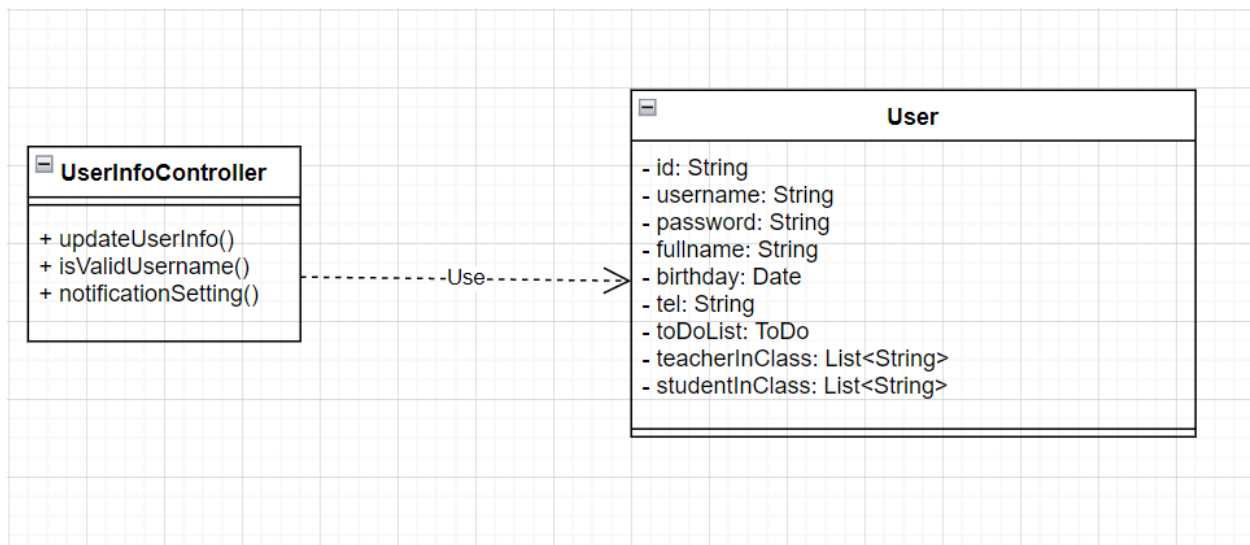 UserInfoController
+ updateUserInfo()
+ isValidUsername()
+ notificationSetting()
Use
User
- id: String
- username: String
- password: String
- fullname: String
- birthday: Date
- tel: String
- toDoList: ToDo
- teacherInClass: List<String>
- studentInClass: List<String>